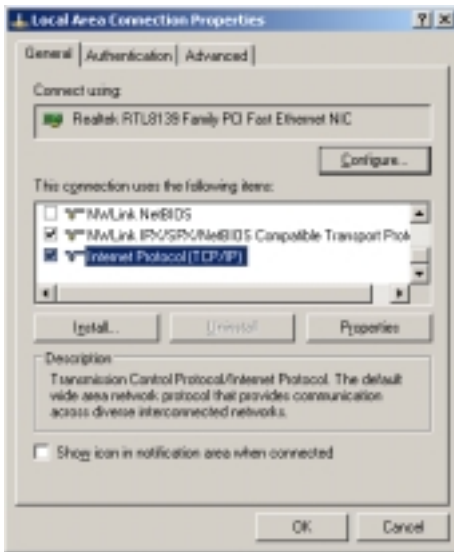 Local Area Connection Properties
General Authentication Advanced
Connect using:
Realtek RTL8139 Family PCI Fast Ethernet NIC
Configure...
This connection uses the following items:
NWLink NetBIOS
NWLink IPX/SPX/NetBIOS Compatible Transport Prot
Internet Protocol (TCP/IP)
Install... Uninstall Properties
Description
Transmission Control Protocol/Internet Protocol. The default
wide area network protocol that provides communication
across diverse interconnected networks.
Show icon in notification area when connected
OK Cancel